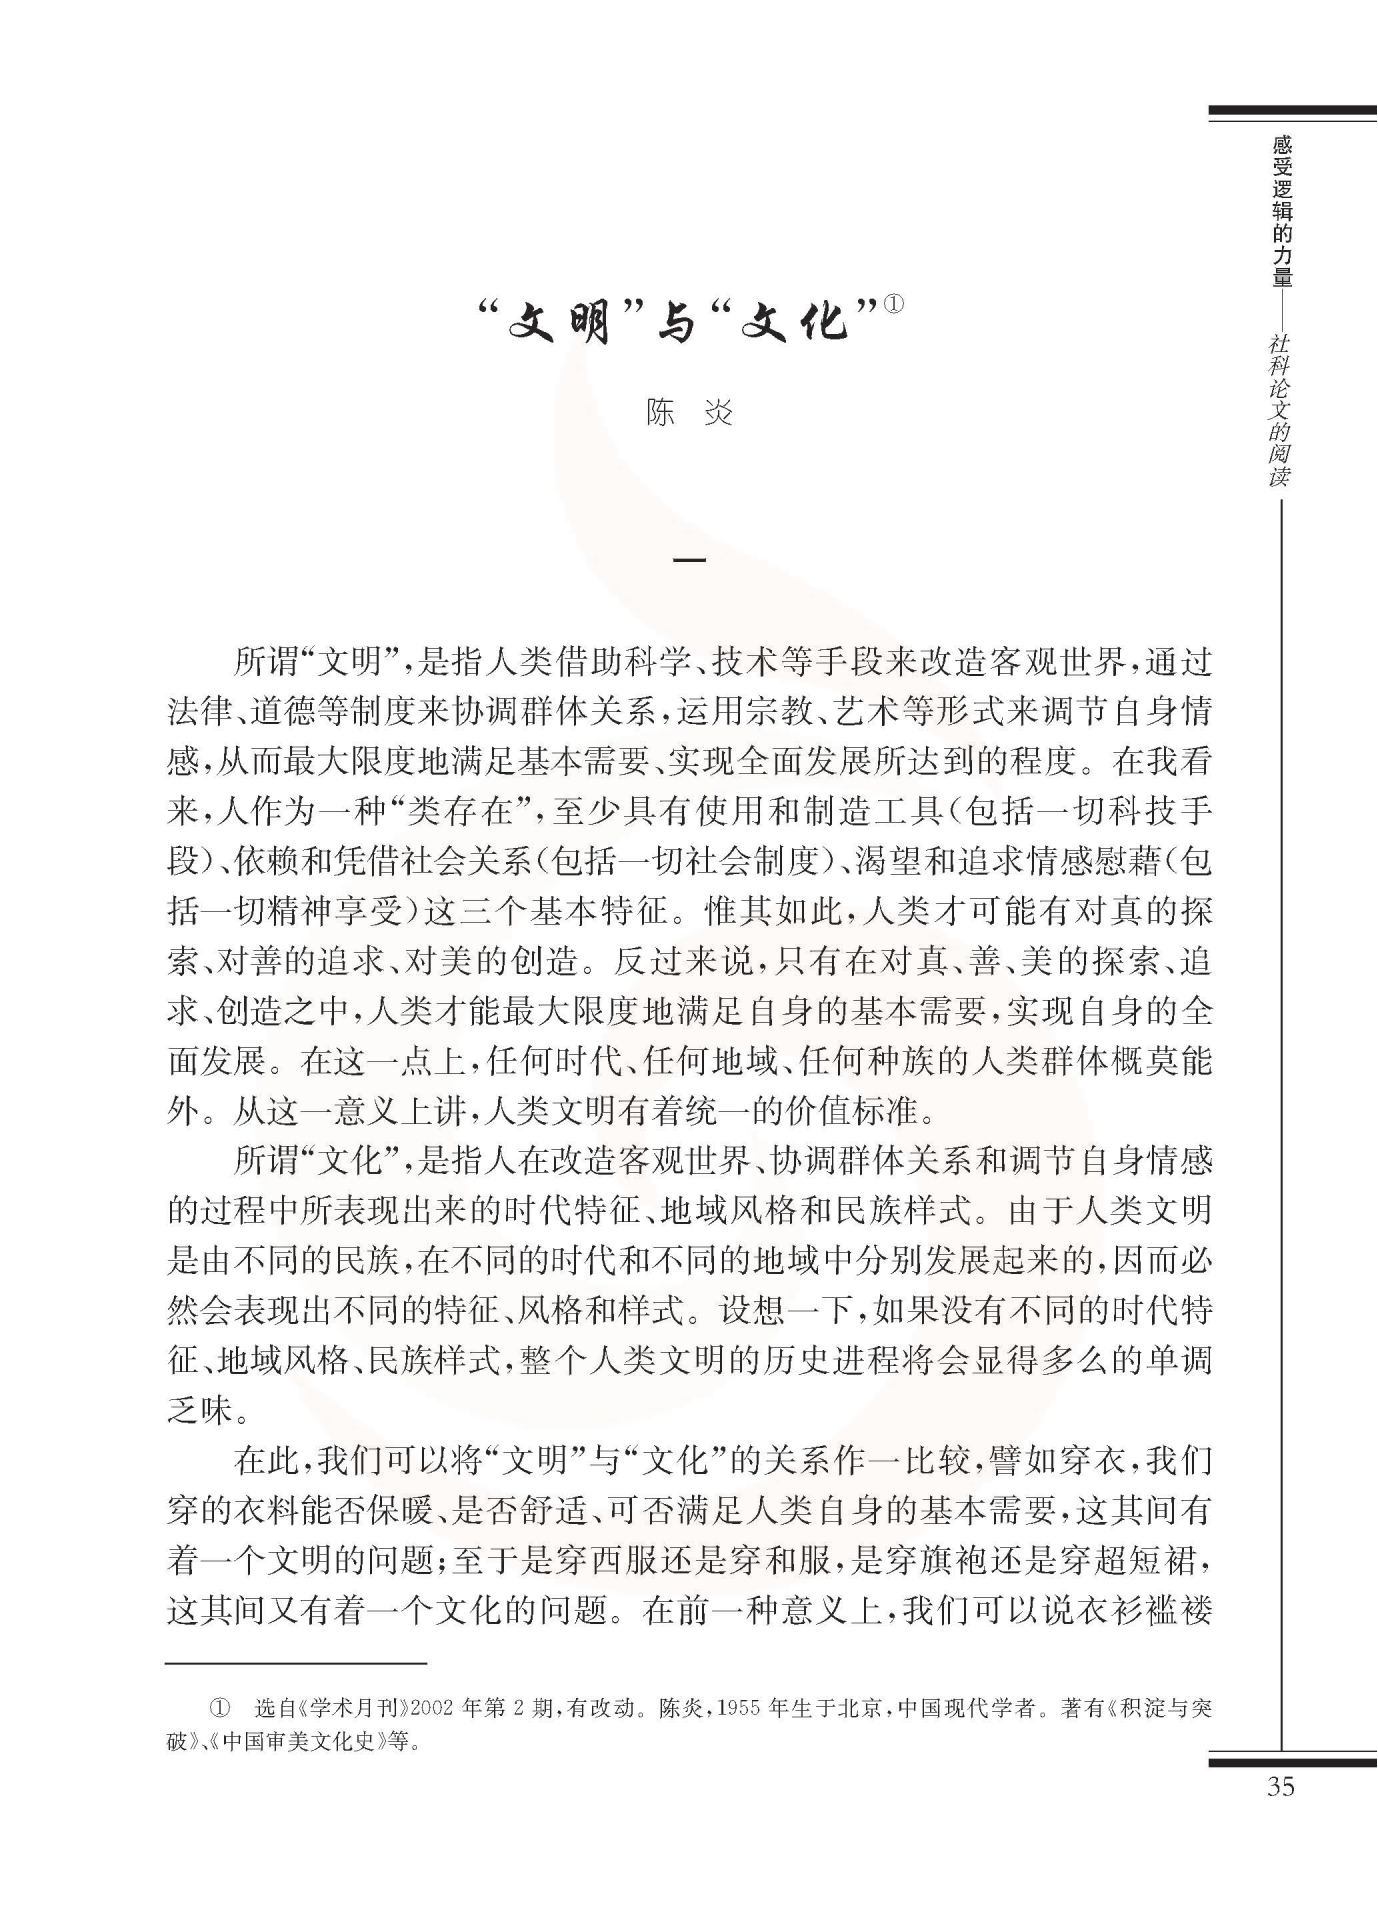 感受逻辑的力量——社科论文的阅读
“文明”与“文化”①
陈 炎
一
所谓“文明”,是指人类借助科学、技术等手段来改造客观世界,通过
法律、道德等制度来协调群体关系,运用宗教、艺术等形式来调节自身情
感,从而最大限度地满足基本需要、实现全面发展所达到的程度。在我看
来,人作为一种“类存在”,至少具有使用和制造工具(包括一切科技手
段)、依赖和凭借社会关系(包括一切社会制度)、渴望和追求情感慰藉(包
括一切精神享受)这三个基本特征。惟其如此,人类才可能有对真的探
索、对善的追求、对美的创造。反过来说,只有在对真、善、美的探索、追
求、创造之中,人类才能最大限度地满足自身的基本需要,实现自身的全
面发展。在这一点上,任何时代、任何地域、任何种族的人类群体概莫能
外。从这一意义上讲,人类文明有着统一的价值标准。
所谓“文化”,是指人在改造客观世界、协调群体关系和调节自身情感
的过程中所表现出来的时代特征、地域风格和民族样式。由于人类文明
是由不同的民族,在不同的时代和不同的地域中分别发展起来的,因而必
然会表现出不同的特征、风格和样式。设想一下,如果没有不同的时代特
征、地域风格、民族样式,整个人类文明的历史进程将会显得多么的单调
乏味。
在此,我们可以将“文明”与“文化”的关系作一比较,譬如穿衣,我们
穿的衣料能否保暖、是否舒适、可否满足人类自身的基本需要,这其间有
着一个文明的问题;至于是穿西服还是穿和服,是穿旗袍还是穿超短裙,
这其间又有着一个文化的问题。在前一种意义上,我们可以说衣衫褴褛
① 选自《学术月刊》2002 年第 2 期,有改动。陈炎,1955 年生于北京,中国现代学者。著有《积淀与突
破》、《中国审美文化史》等。
35